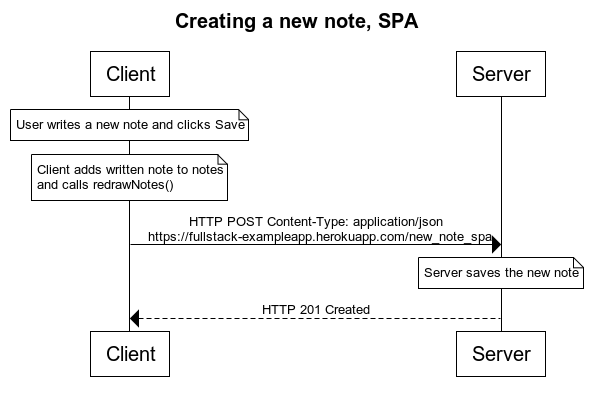 Creating a new note, SPA
Client
Server
User writes a new note and clicks Save
Client adds written note to notes
and calls redrawNotes()
HTTP POST Content-Type: application/json
https://fullstack-exampleapp.herokuapp.com/new_note_spa
Server saves the new note
HTTP 201 Created
Client
Server